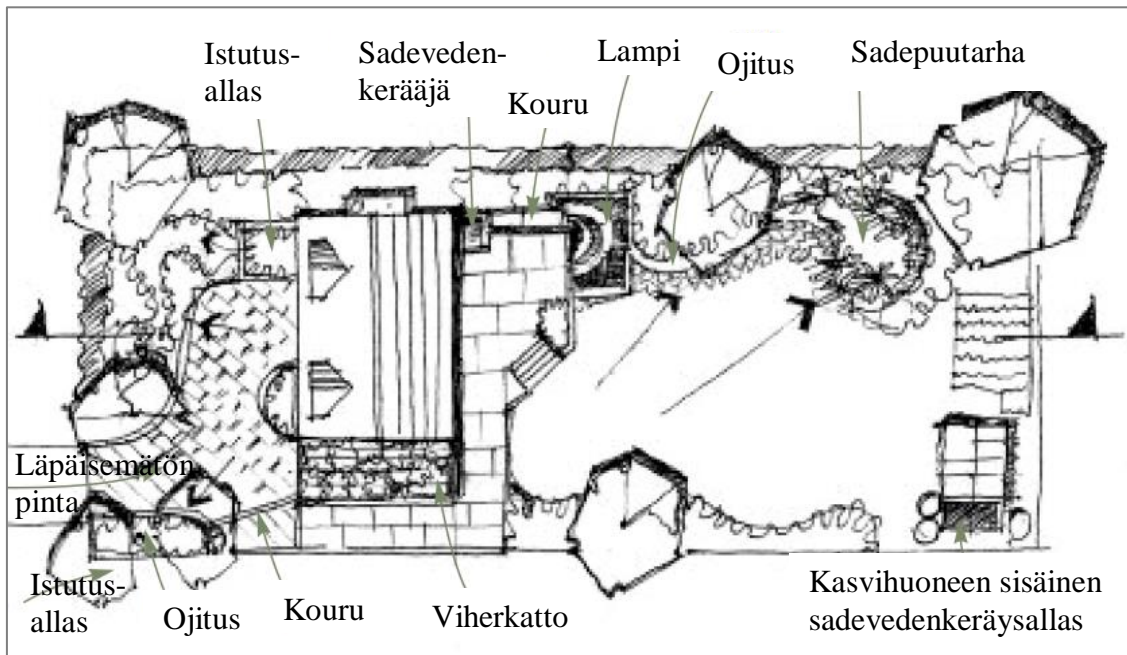 Istutus-
allas
Sadeveden-
kerääjä
Kouru
Lampi
Ojitus
Sadepuutarha
Läpäisemätön
pinta
Istutus-
allas
Ojitus
Kouru
Viherkatto
Kasvihuoneen sisäinen
sadevedenkeräysallas